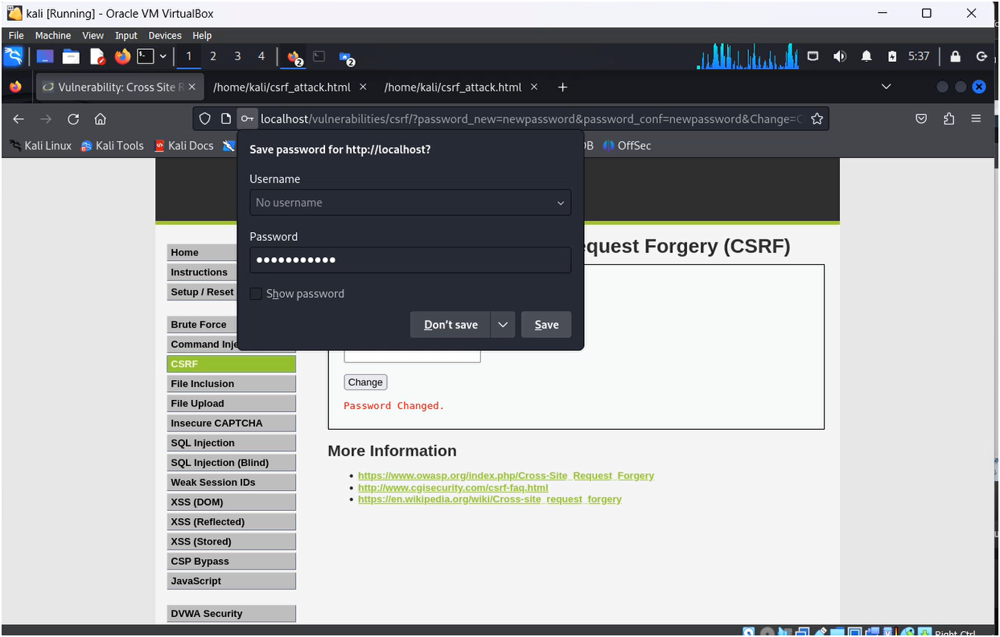 kali [Running] - Oracle VM VirtualBox
File Machine View Input Devices Help
1 2 3 4 2 2 5:37
Vulnerability: Cross Site R /home/kali/csrf_attack.html /home/kali/csrf_attack.html
localhost/vulnerabilities/csrf/?password_new=newpassword&password_conf=newpassword&Change=C
Kali Linux Kali Tools Kali Docs DB OffSec
Save password for http://localhost?
Username
No username
Password
•••••••••••
Show password
Don't save Save
equest Forgery (CSRF)
Home
Instructions
Setup / Reset
Brute Force
Command Inje
CSRF
File Inclusion
File Upload
Insecure CAPTCHA
SQL Injection
SQL Injection (Blind)
Weak Session IDs
XSS (DOM)
XSS (Reflected)
XSS (Stored)
CSP Bypass
JavaScript
DVWA Security
Change
Password Changed.
More Information
• https://www.owasp.org/index.php/Cross-Site_Request_Forgery
• http://www.cgisecurity.com/csrf-faq.html
• https://en.wikipedia.org/wiki/Cross-site_request_forgery
Right Ctrl